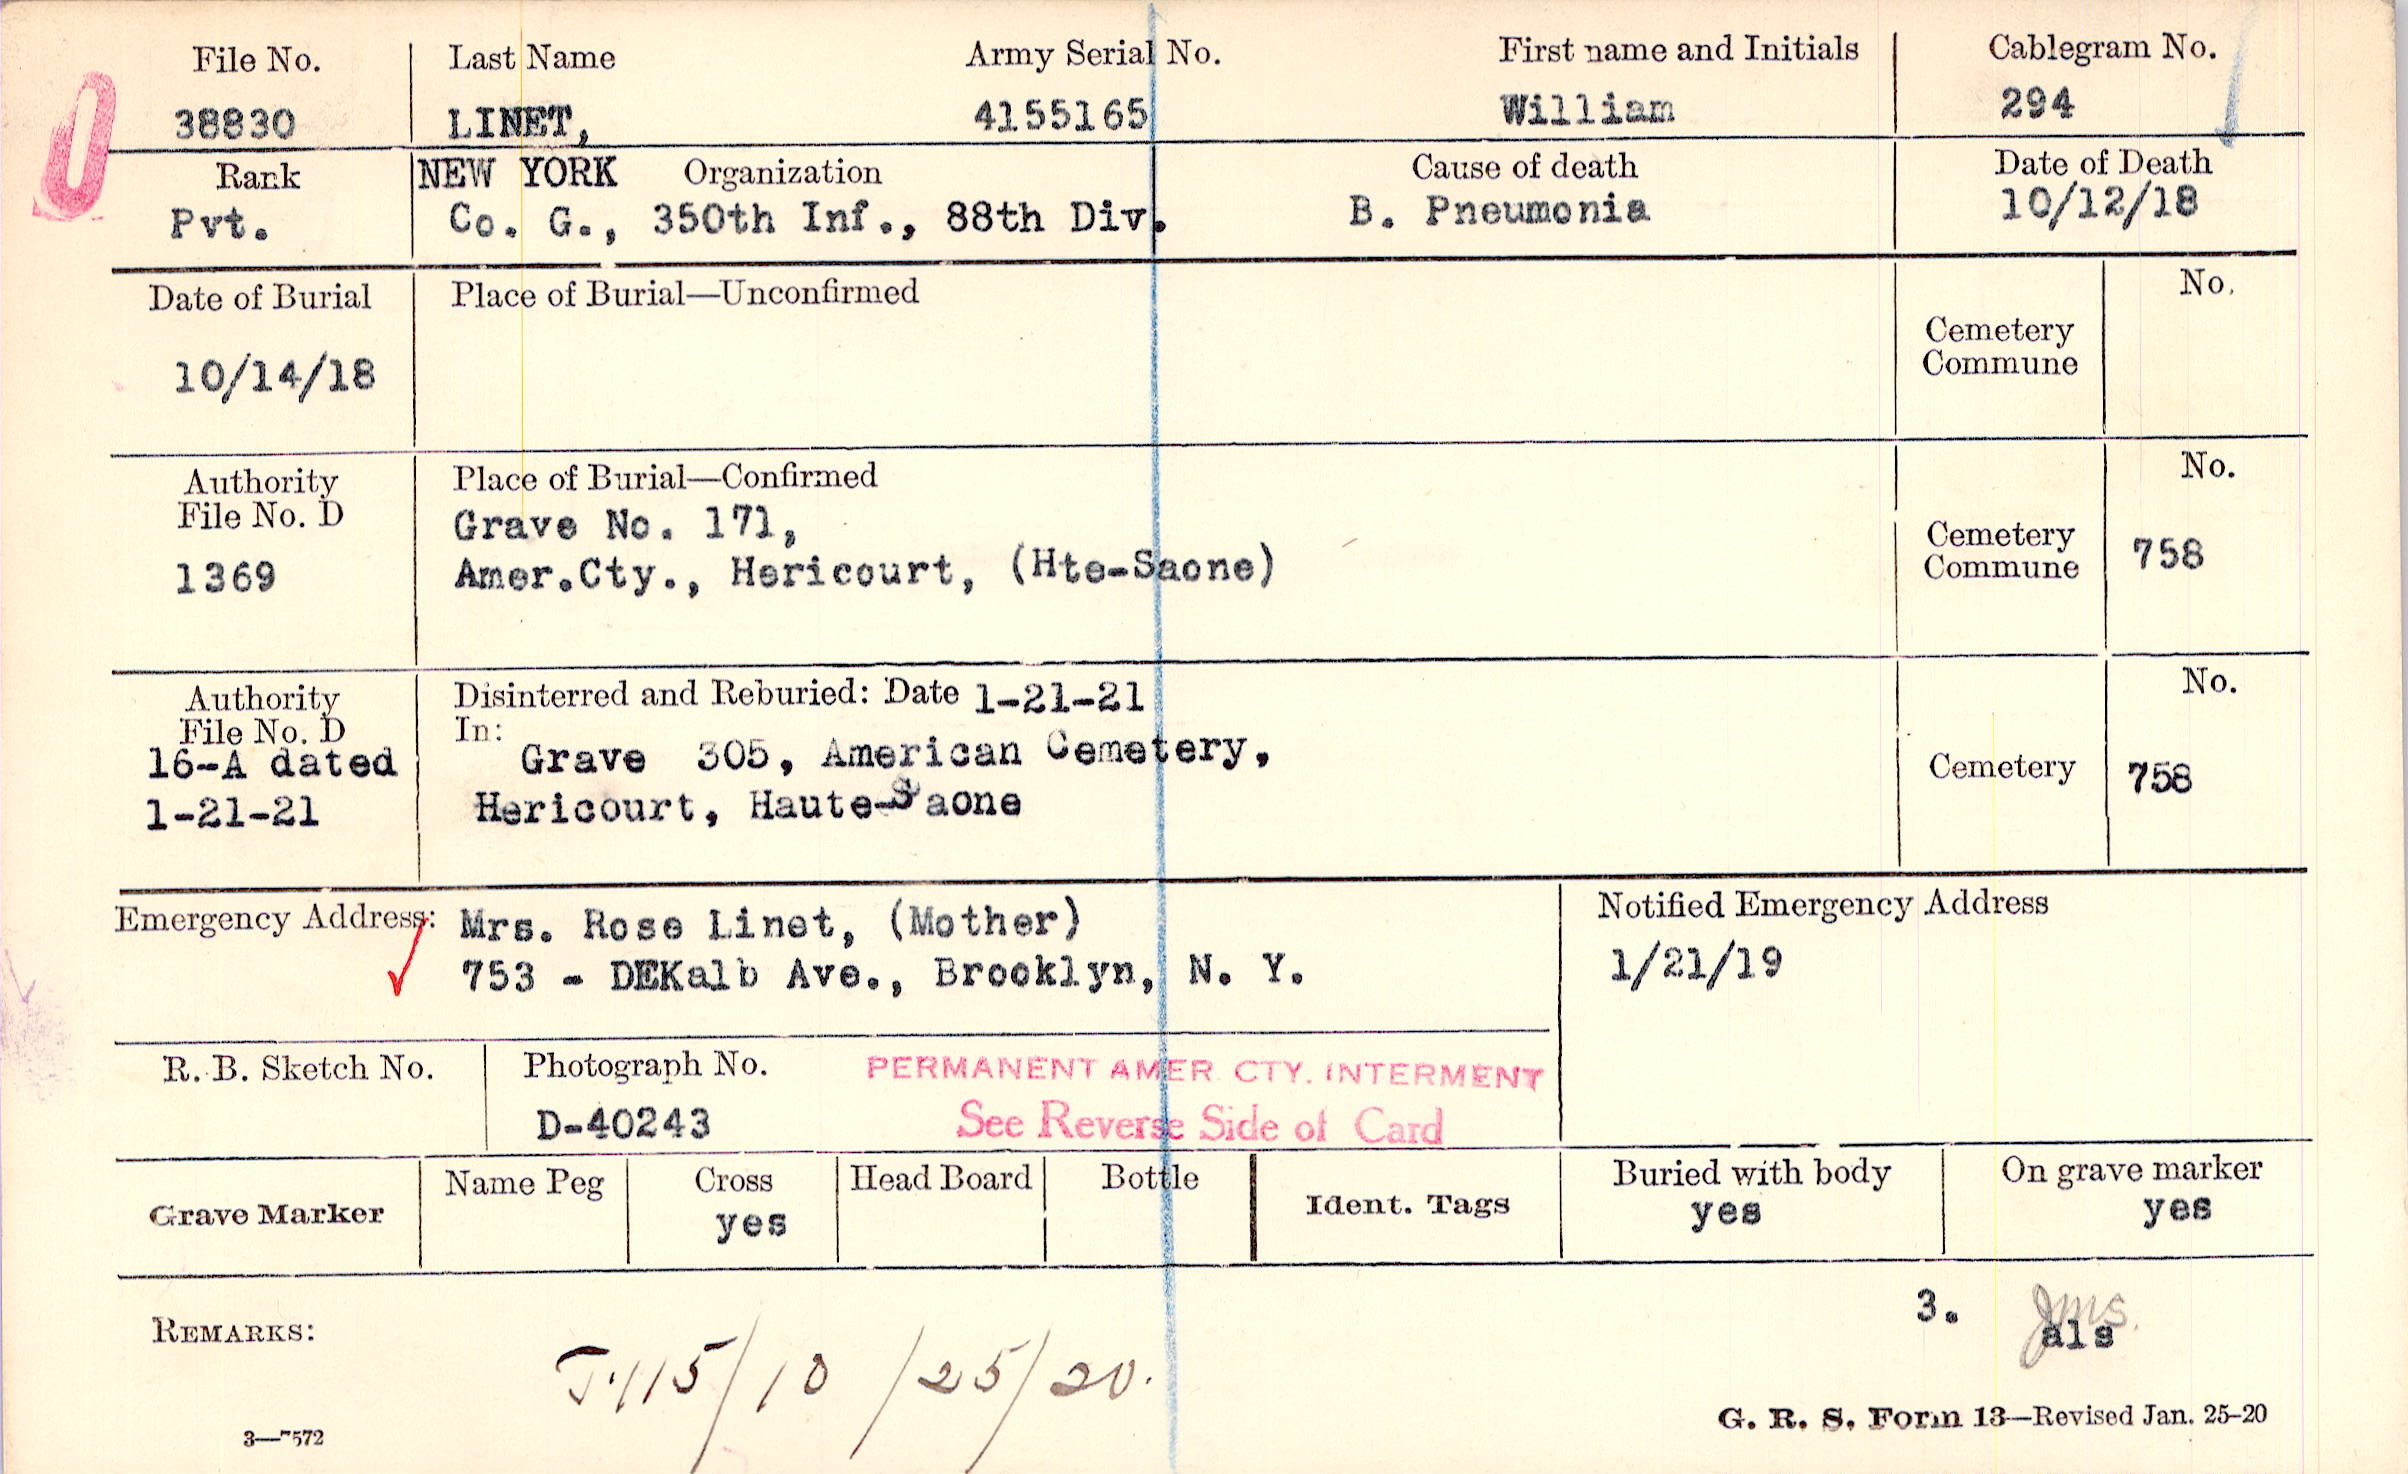 File No. Last Name Army Serial No. First name and Initials Cablegram No.
38830 LINET, 4155165 William 294
Rank NEW YORK Organization Cause of death Date of Death
Pvt. Co. G., 350th Inf., 88th Div. B. Pneumonia 10/12/18
Date of Burial Place of Burial—Unconfirmed No.
Cemetery
Commune
10/14/18
Authority Place of Burial—Confirmed No.
File No. D Grave No. 171, Cemetery
1369 Amer.Cty., Hericourt, (Hte-Saone) Commune 758
Authority Disinterred and Reburied: Date 1-21-21 No.
File No. D In:
16-A dated Grave 305, American Cemetery, Cemetery 758
1-21-21 Hericourt, Haute-Saone
Emergency Address: Mrs. Rose Linet, (Mother) Notified Emergency Address
753 - DEKalb Ave., Brooklyn, N. Y. 1/21/19
R. B. Sketch No. Photograph No. PERMANENT AMER. CTY. INTERMENT
D-40243 See Reverse Side of Card
Grave Marker Name Peg Cross Head Board Bottle Ident. Tags Buried with body On grave marker
yes yes yes
3. Jms.
REMARKS: als
T.115/10/25/20.
3—7572 G. R. S. Form 13—Revised Jan. 25-20